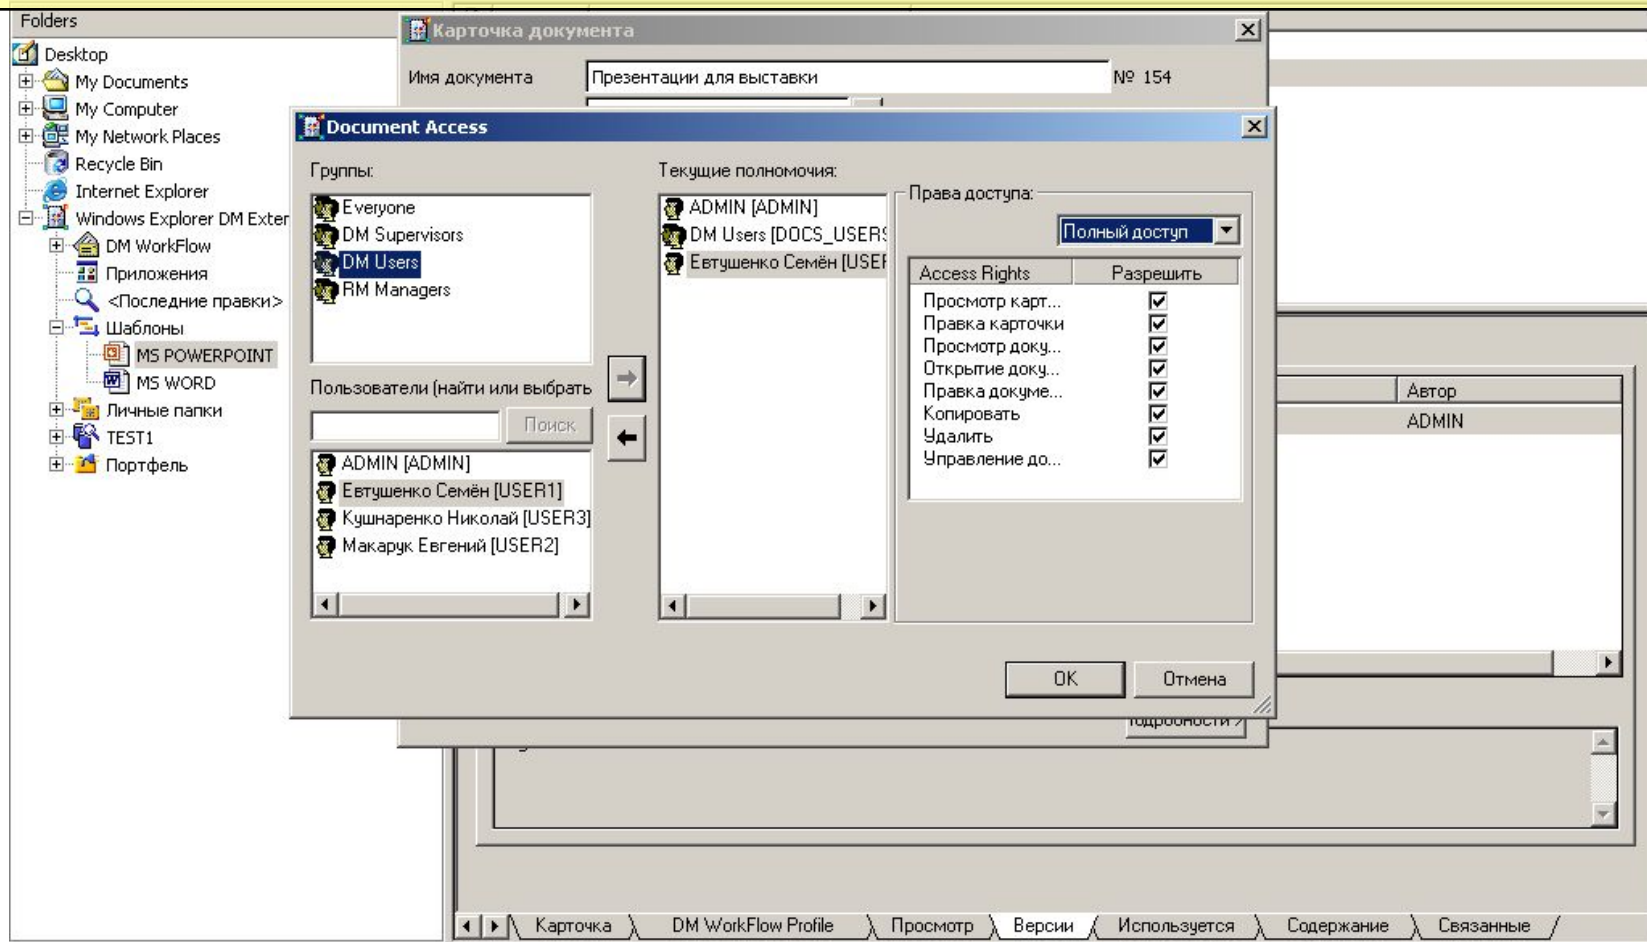 Folders
Desktop
My Documents
My Computer
My Network Places
Recycle Bin
Internet Explorer
Windows Explorer DM Exter
DM WorkFlow
Приложения
<Последние правки>
Шаблоны
MS POWERPOINT
MS WORD
Личные папки
TEST1
Портфель
Карточка документа
Имя документа
Презентации для выставки
№ 154
Document Access
Группы:
Everyone
DM Supervisors
DM Users
RM Managers
Пользователи (найти или выбрать
Поиск
ADMIN [ADMIN]
Евтушенко Семён [USER1]
Кушнаренко Николай [USER3]
Макарук Евгений [USER2]
Текущие полномочия:
ADMIN [ADMIN]
DM Users [DOCS_USERS
Евтушенко Семён [USER
Права доступа:
Полный доступ
Access Rights Разрешить
Просмотр карт...
Правка карточки
Просмотр доку...
Открытие доку...
Правка докуме...
Копировать
Удалить
Управление до...
OK Отмена
Подробности >
Автор
ADMIN
Карточка DM WorkFlow Profile Просмотр Версии Используется Содержание Связанные